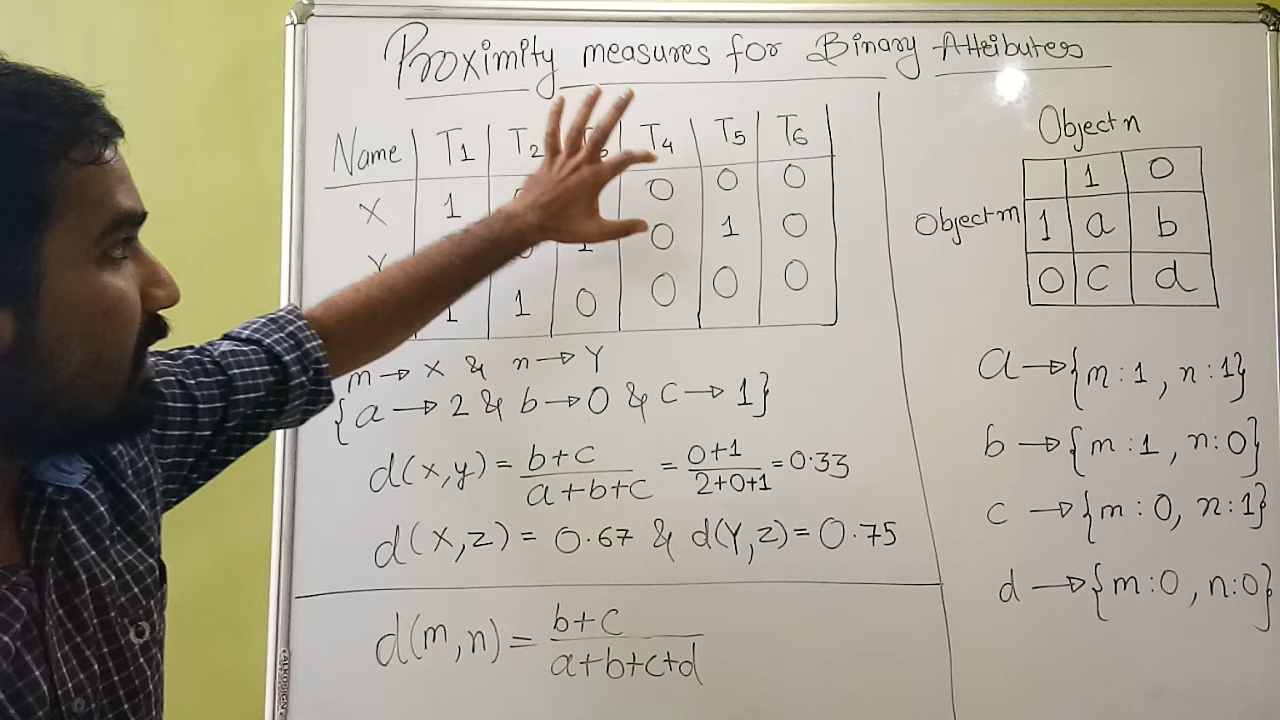 Proximity measures for Binary Attributes
Name T1 T2 T4 T5 T6
X 1 0 0 0
Y 0 1 0 1 0
1 1 0 0 0 0
m → X & n → Y
{a → 2 & b → 0 & c → 1}
d(x,y) = b+c / a+b+c = 0+1 / 2+0+1 = 0.33
d(X,z) = 0.67 & d(Y,z) = 0.75
d(m,n) = b+c / a+b+c+d
Object n
1 0
Object m 1 a b
0 c d
a → {m:1, n:1}
b → {m:1, n:0}
c → {m:0, n:1}
d → {m:0, n:0}